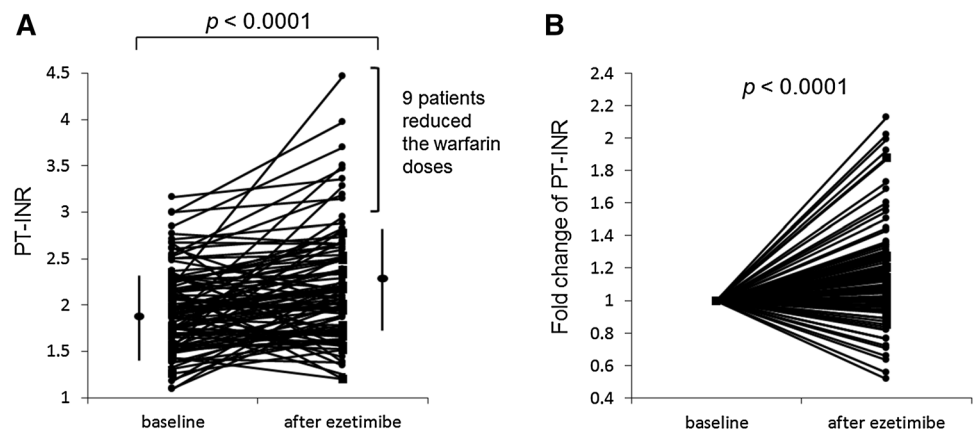 A
p < 0.0001
PT-INR
4.5
4
3.5
3
2.5
2
1.5
1
9 patients
reduced
the warfarin
doses
baseline
after ezetimibe
B
p < 0.0001
Fold change of PT-INR
2.4
2.2
2
1.8
1.6
1.4
1.2
1
0.8
0.6
0.4
baseline
after ezetimibe